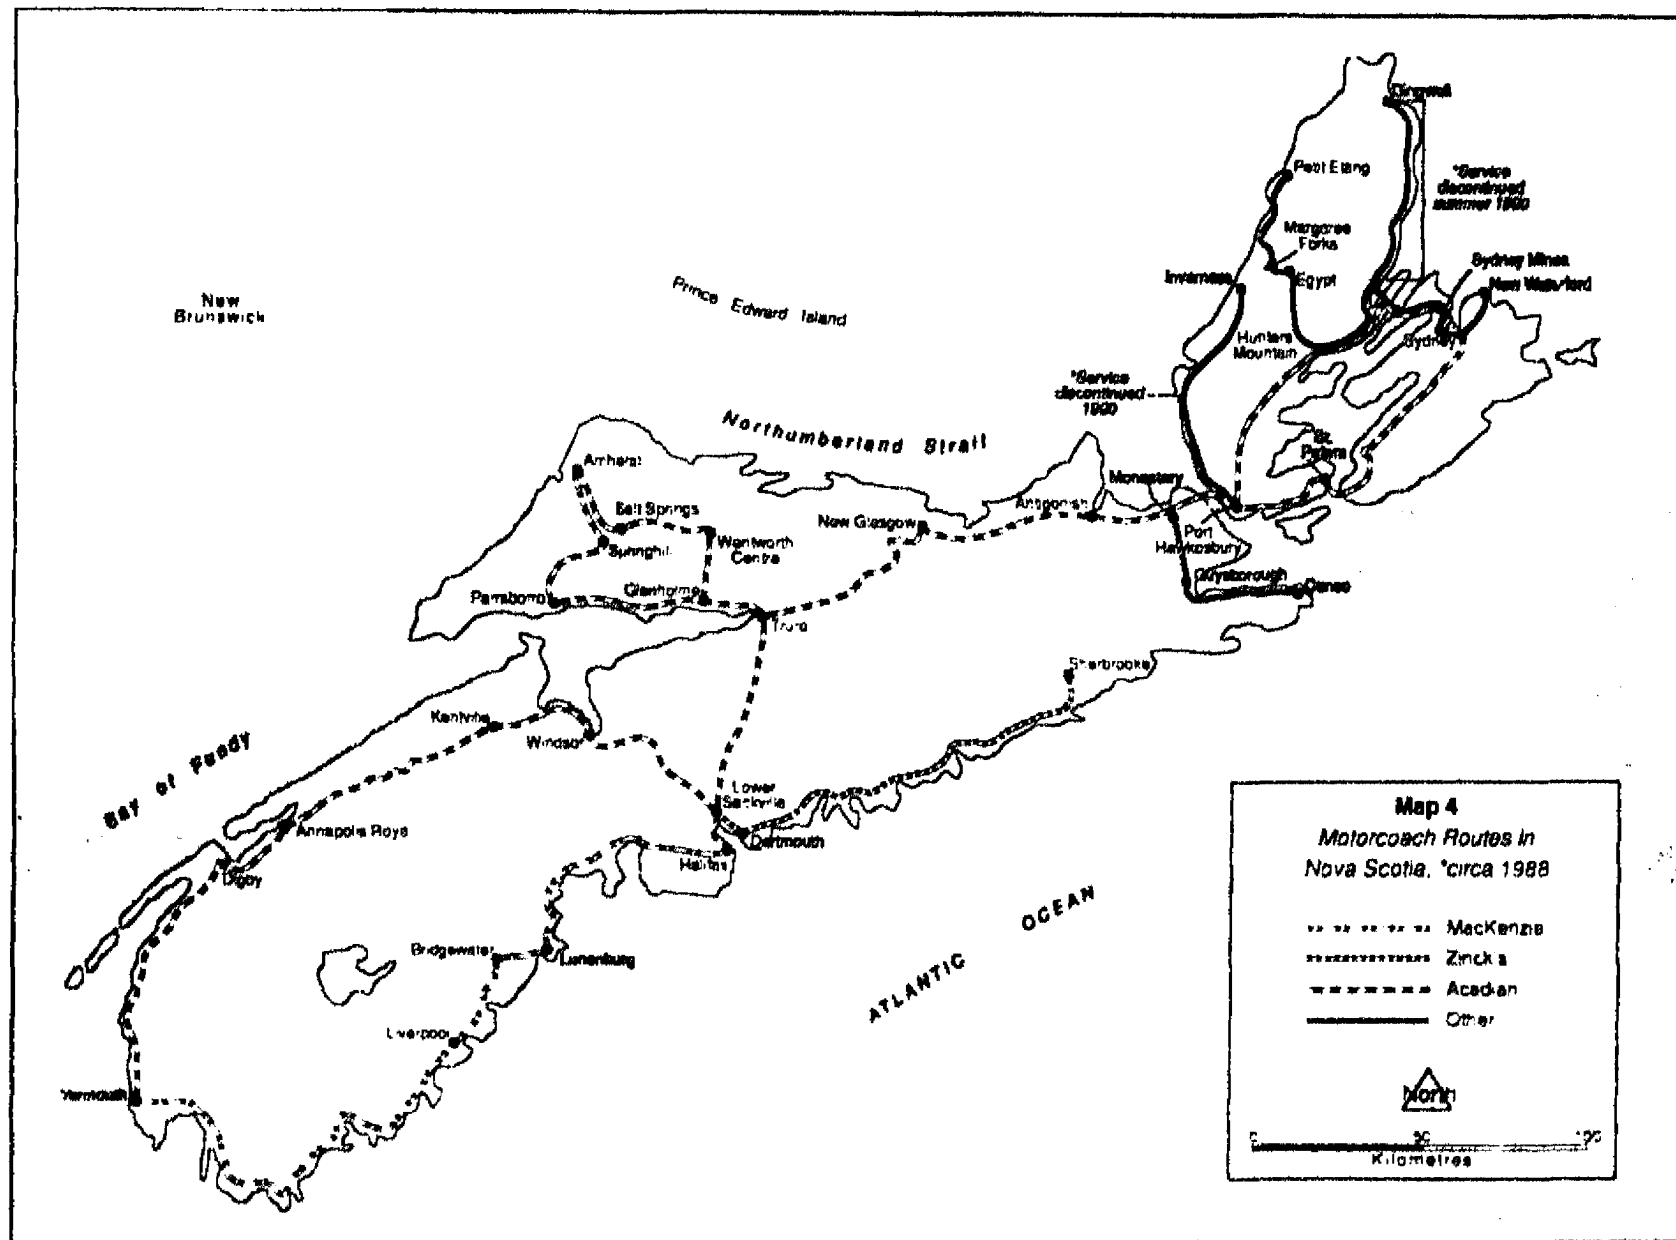 Dingwall
Petit Etang
*Service
discontinued
summer 1990
Margaree
Forks
Sydney Mines
Inverness
Egypt
New Waterford
New
Brunswick
Prince Edward Island
Hunters
Mountain
Sydney
*Service
discontinued
1990
Northumberland Strait
St.
Peters
Amherst
Monastery
Salt Springs
New Glasgow
Antigonish
Springhill
Wentworth
Centre
Port
Hawkesbury
Guysborough
Canso
Parrsboro
Glenholme
Truro
Sherbrooke
Kentville
Windsor
Bay of Fundy
Lower
Sackville
Annapolis Royal
Dartmouth
Halifax
Digby
Bridgewater
Lunenburg
ATLANTIC OCEAN
Liverpool
Yarmouth
Map 4
Motorcoach Routes in
Nova Scotia, *circa 1988
MacKenzie
Zinck's
Acadian
Other
North
0 50 100
Kilometres